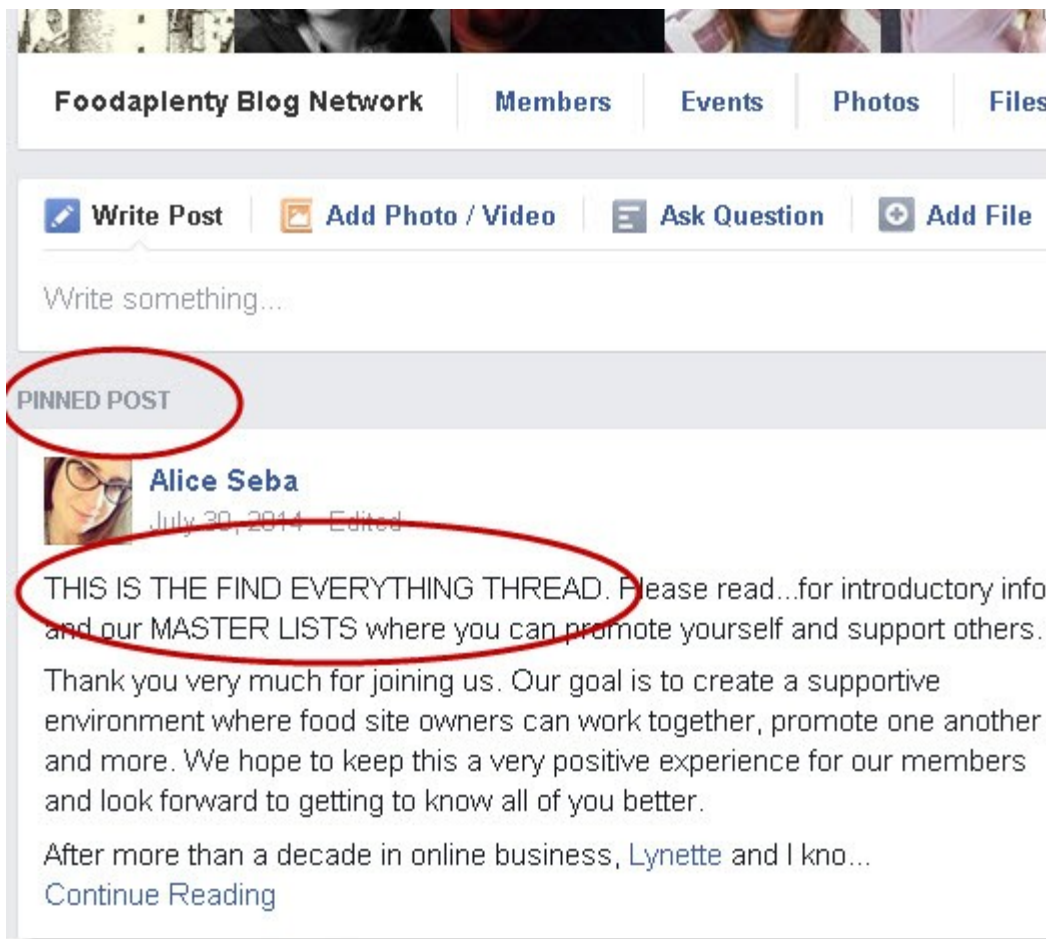 Foodaplenty Blog Network Members Events Photos Files
Write Post Add Photo / Video Ask Question Add File
Write something...
PINNED POST
Alice Seba
July 30, 2014 · Edited
THIS IS THE FIND EVERYTHING THREAD. Please read...for introductory info
and our MASTER LISTS where you can promote yourself and support others.
Thank you very much for joining us. Our goal is to create a supportive
environment where food site owners can work together, promote one another
and more. We hope to keep this a very positive experience for our members
and look forward to getting to know all of you better.
After more than a decade in online business, Lynette and I kno...
Continue Reading